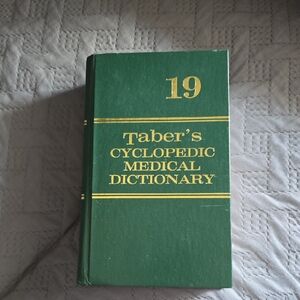 19
Taber's
CYCLOPEDIC
MEDICAL
DICTIONARY